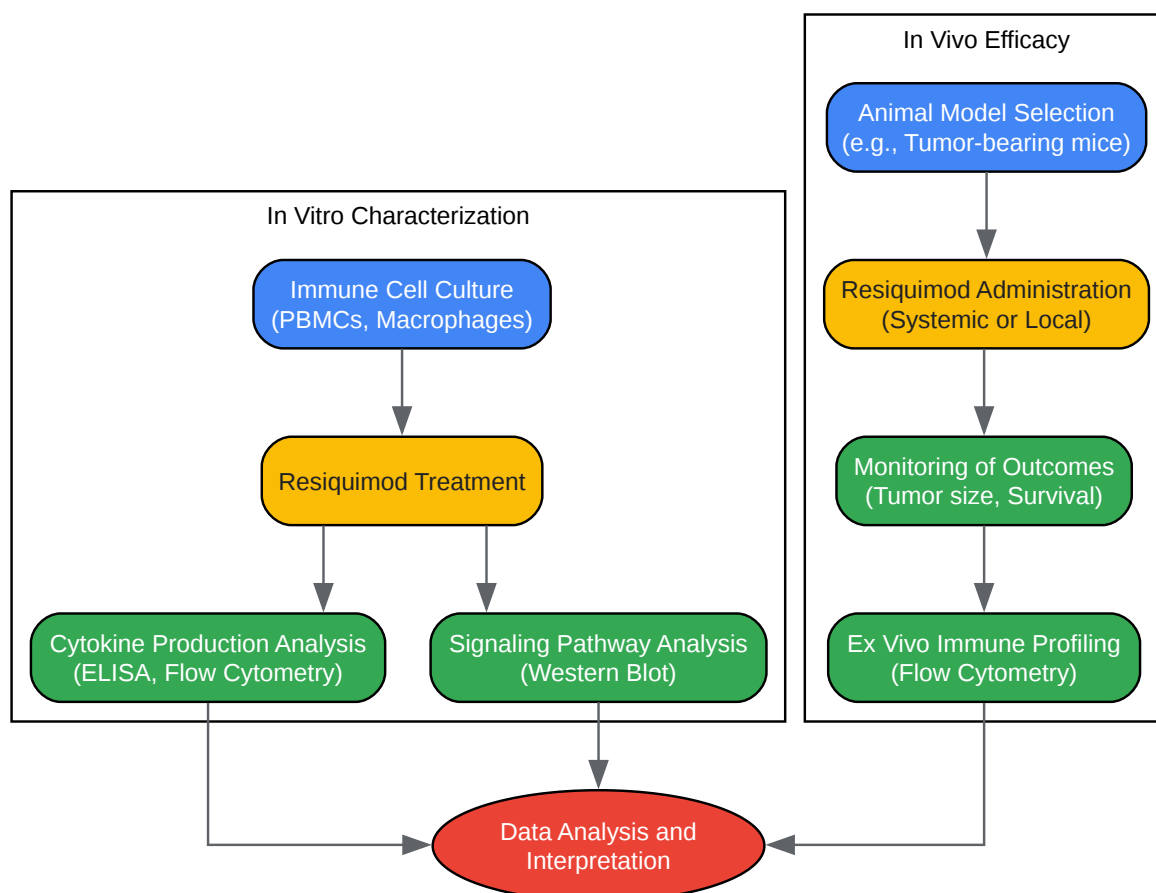 In Vivo Efficacy
Animal Model Selection
(e.g., Tumor-bearing mice)
Resiquimod Administration
(Systemic or Local)
Monitoring of Outcomes
(Tumor size, Survival)
Ex Vivo Immune Profiling
(Flow Cytometry)
In Vitro Characterization
Immune Cell Culture
(PBMCs, Macrophages)
Resiquimod Treatment
Cytokine Production Analysis
(ELISA, Flow Cytometry)
Signaling Pathway Analysis
(Western Blot)
Data Analysis and
Interpretation